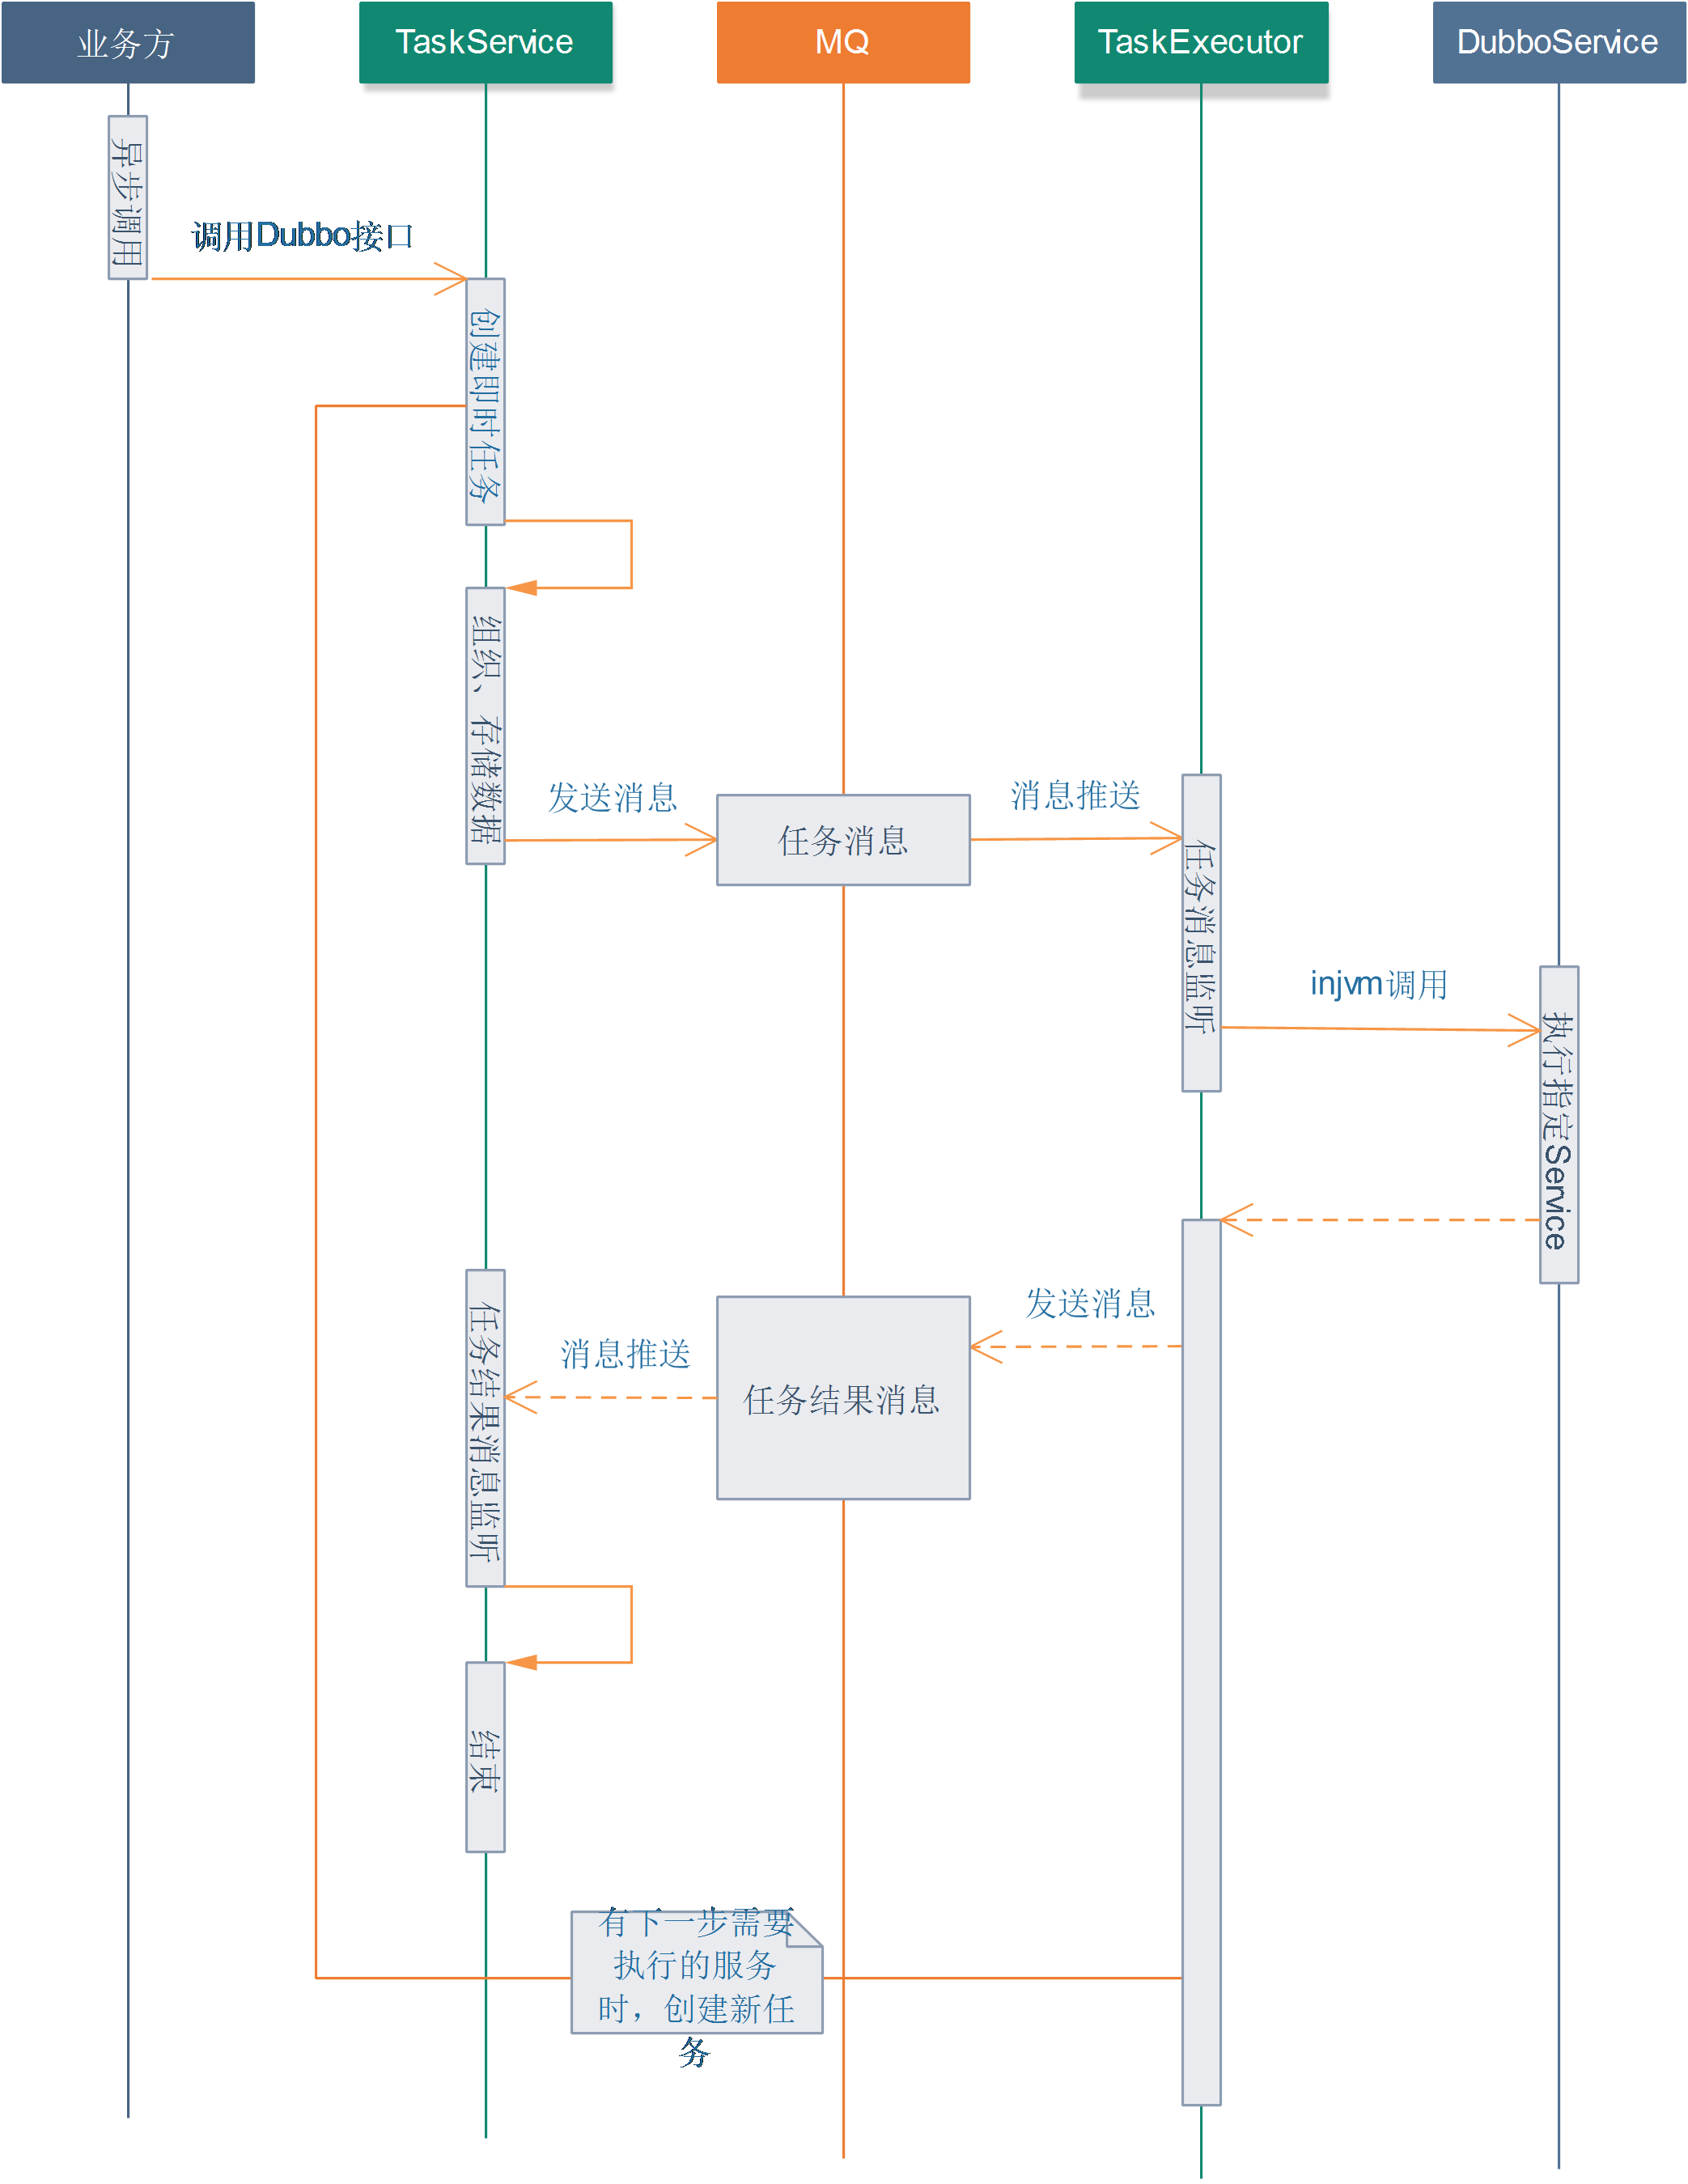 业务方
TaskService
MQ
TaskExecutor
DubboService
异步调用
调用Dubbo接口
创建即时任务
组织、存储数据
发送消息
任务消息
消息推送
任务消息监听
injvm调用
执行指定Service
发送消息
任务结果消息
消息推送
任务结果消息监听
结束
有下一步需要
执行的服务
时，创建新任
务